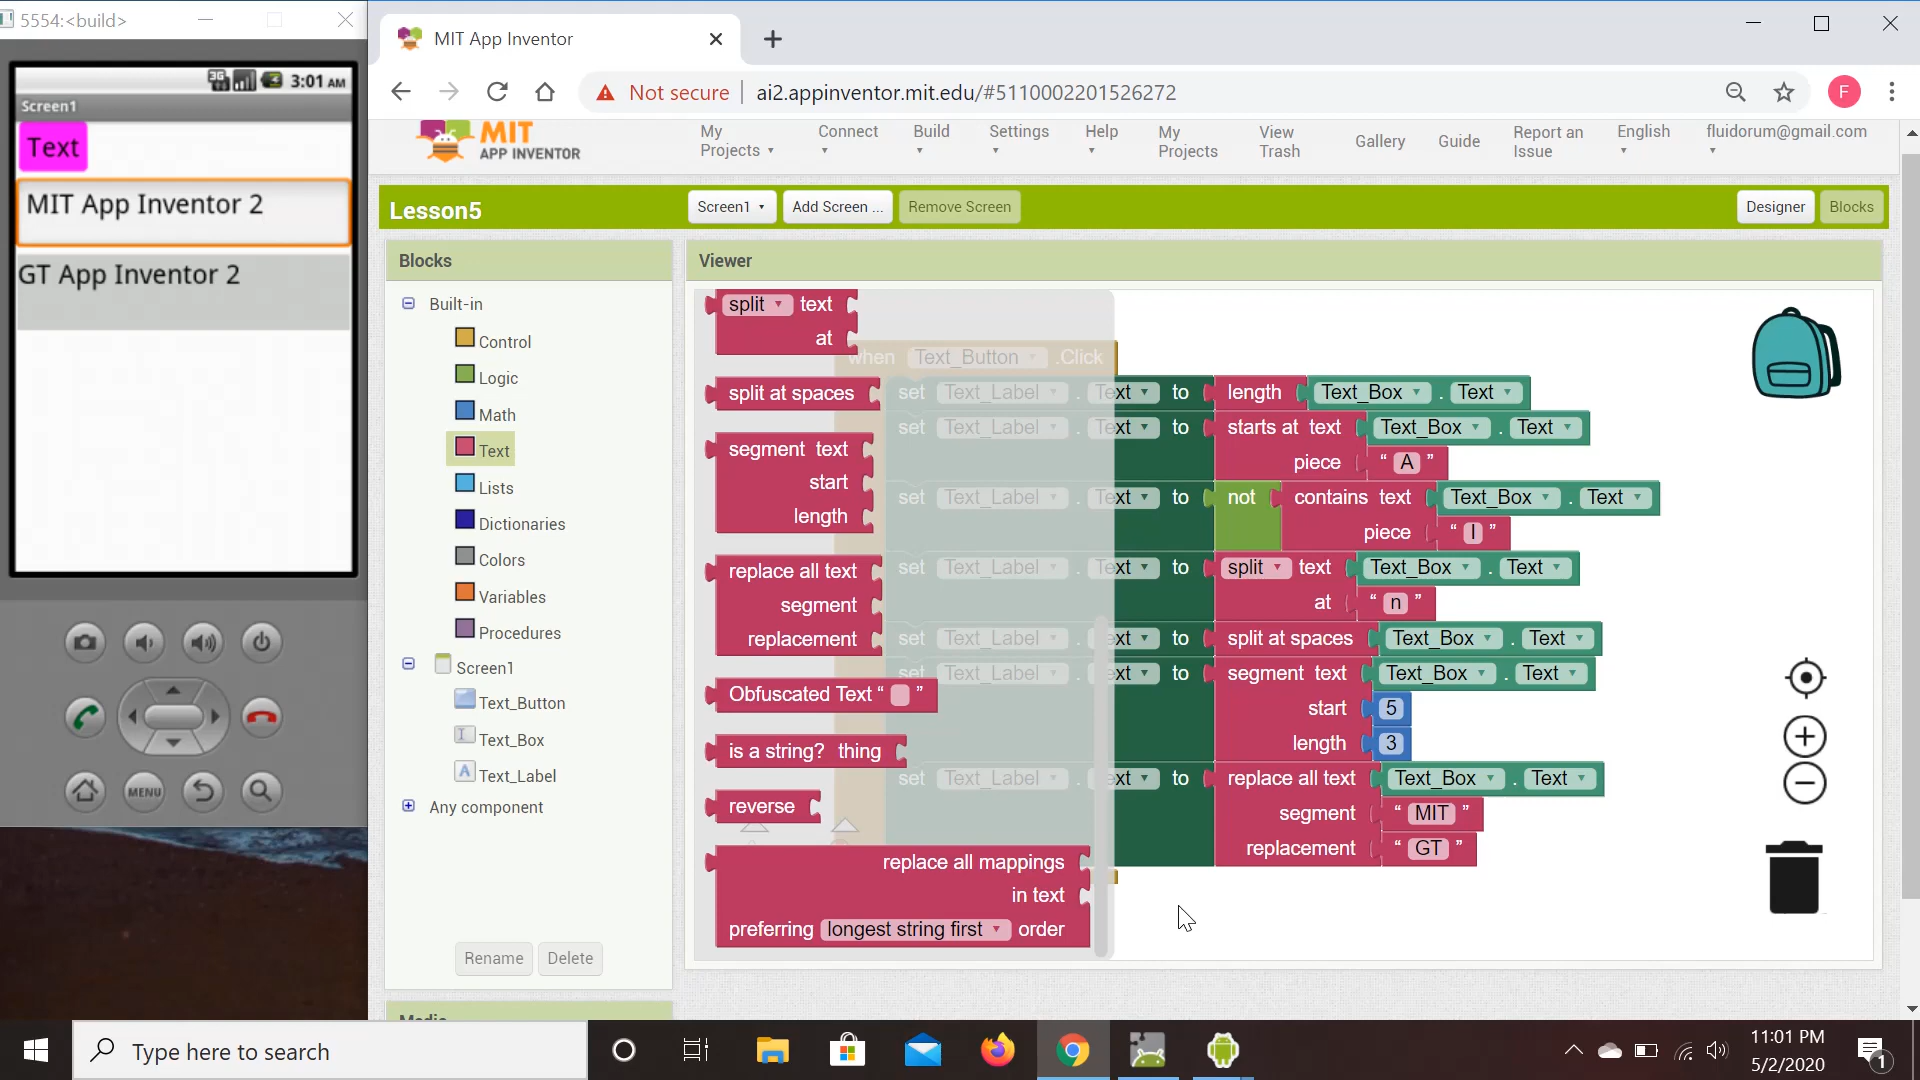 5554:<build>
3G 3:01 AM
Screen1
Text
MIT App Inventor 2
GT App Inventor 2
MENU
MIT App Inventor
Not secure
ai2.appinventor.mit.edu/#5110002201526272
F
MIT
APP INVENTOR
My Projects
Connect
Build
Settings
Help
My Projects
View Trash
Gallery
Guide
Report an Issue
English
fluidorum@gmail.com
Lesson5
Screen1
Add Screen ...
Remove Screen
Designer
Blocks
Blocks
Built-in
Control
Logic
Math
Text
Lists
Dictionaries
Colors
Variables
Procedures
Screen1
Text_Button
Text_Box
Text_Label
Any component
Rename
Delete
Media
Viewer
split text
at
split at spaces
segment text
start
length
replace all text
segment
replacement
Obfuscated Text “ ”
is a string? thing
reverse
replace all mappings
in text
preferring longest string first order
when Text_Button .Click
set Text_Label . Text to length Text_Box . Text
set Text_Label . Text to starts at text Text_Box . Text
piece “ A ”
set Text_Label . Text to not contains text Text_Box . Text
piece “ I ”
set Text_Label . Text to split text Text_Box . Text
at “ n ”
set Text_Label . Text to split at spaces Text_Box . Text
set Text_Label . Text to segment text Text_Box . Text
start 5
length 3
set Text_Label . Text to replace all text Text_Box . Text
segment “ MIT ”
replacement “ GT ”
Type here to search
11:01 PM
5/2/2020
1